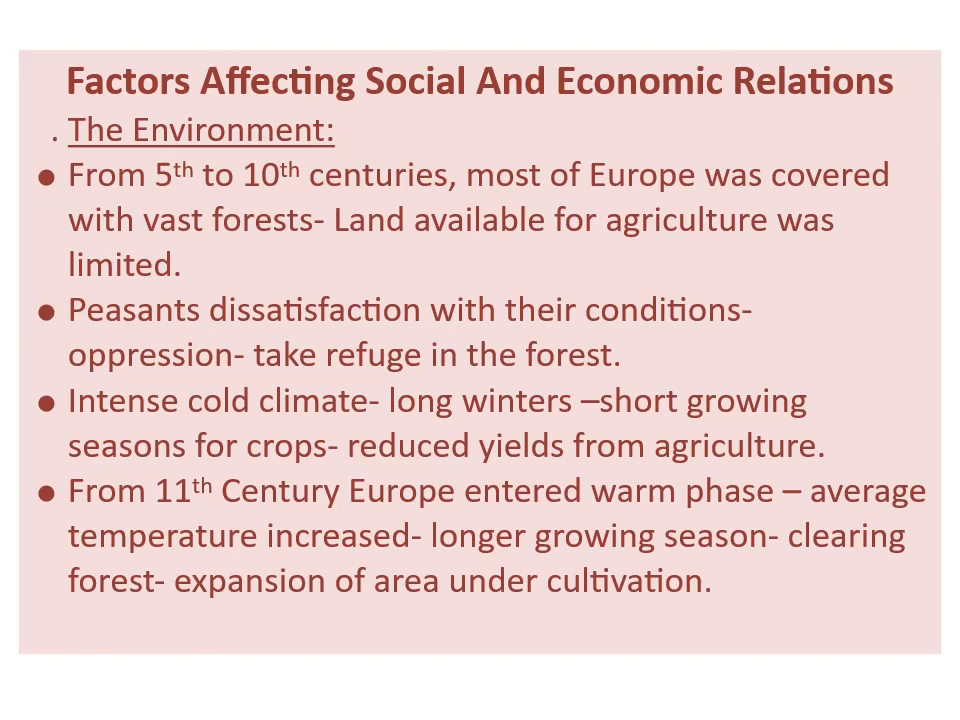 Factors Affecting Social And Economic Relations
. The Environment:
● From 5th to 10th centuries, most of Europe was covered
with vast forests- Land available for agriculture was
limited.
● Peasants dissatisfaction with their conditions-
oppression- take refuge in the forest.
● Intense cold climate- long winters –short growing
seasons for crops- reduced yields from agriculture.
● From 11th Century Europe entered warm phase – average
temperature increased- longer growing season- clearing
forest- expansion of area under cultivation.